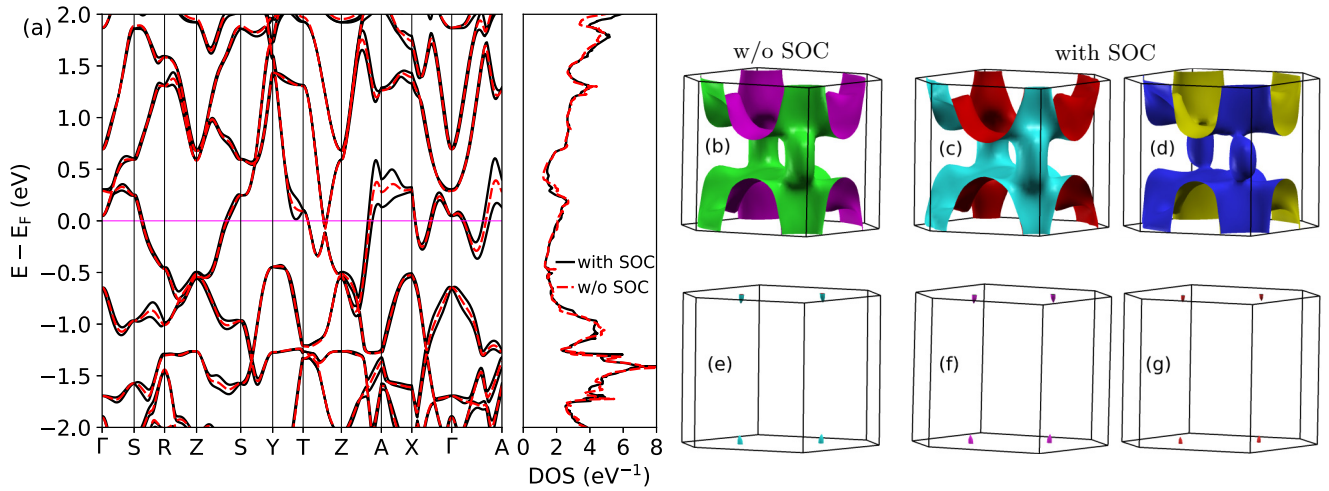 (a)
E − E_F (eV)
2.0
1.5
1.0
0.5
0.0
−0.5
−1.0
−1.5
−2.0
Γ S R Z S Y T Z A X Γ A
with SOC
w/o SOC
0 2 4 6 8
DOS (eV⁻¹)
w/o SOC
with SOC
(b)
(c)
(d)
(e)
(f)
(g)